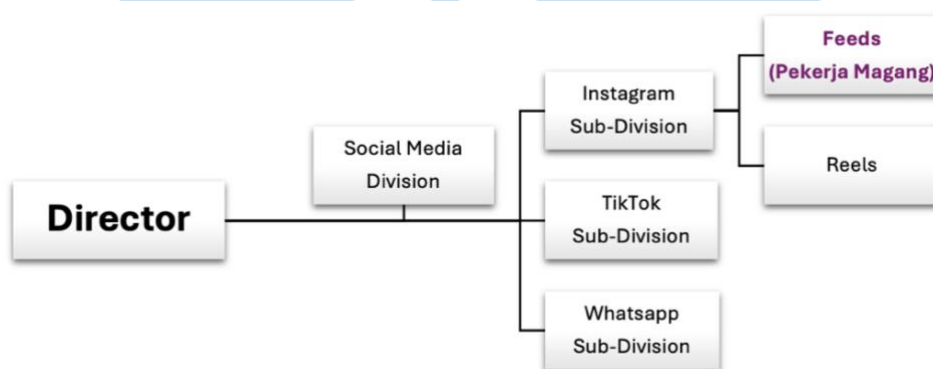 Director
Social Media
Division
Instagram
Sub-Division
TikTok
Sub-Division
Whatsapp
Sub-Division
Feeds
(Pekerja Magang)
Reels